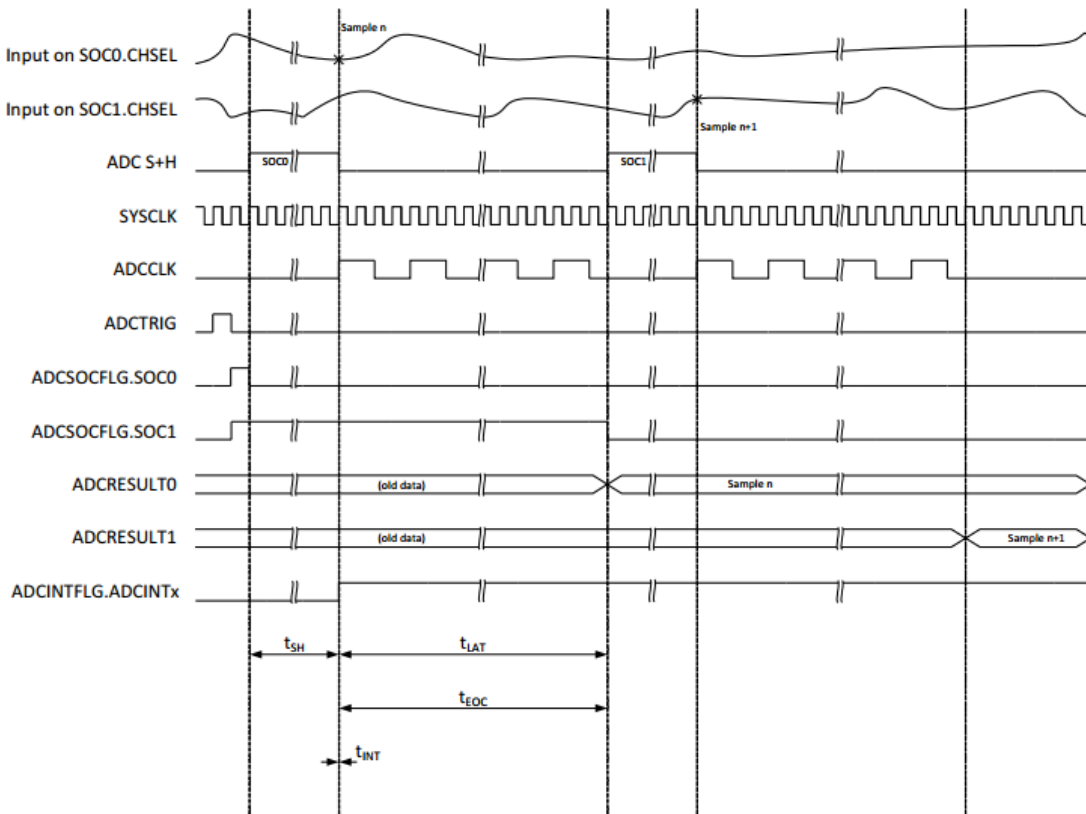 Sample n
Input on SOC0.CHSEL
Input on SOC1.CHSEL
Sample n+1
ADC S+H
SOC0
SOC1
SYSCLK
ADCCLK
ADCTRIG
ADCSOCFLG.SOC0
ADCSOCFLG.SOC1
ADCRESULT0
(old data)
Sample n
ADCRESULT1
(old data)
Sample n+1
ADCINTFLG.ADCINTx
tSH
tLAT
tEOC
tINT